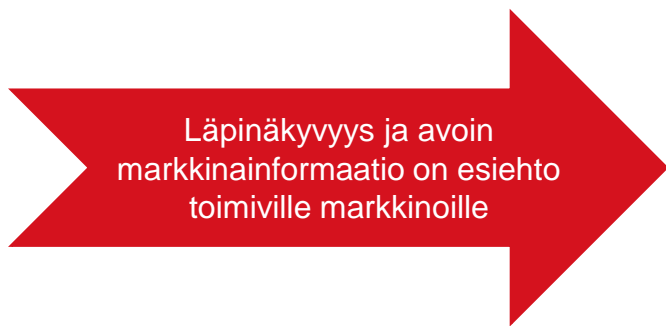 Läpinäkyvyys ja avoin
markkinainformaatio on esiehto
toimiville markkinoille